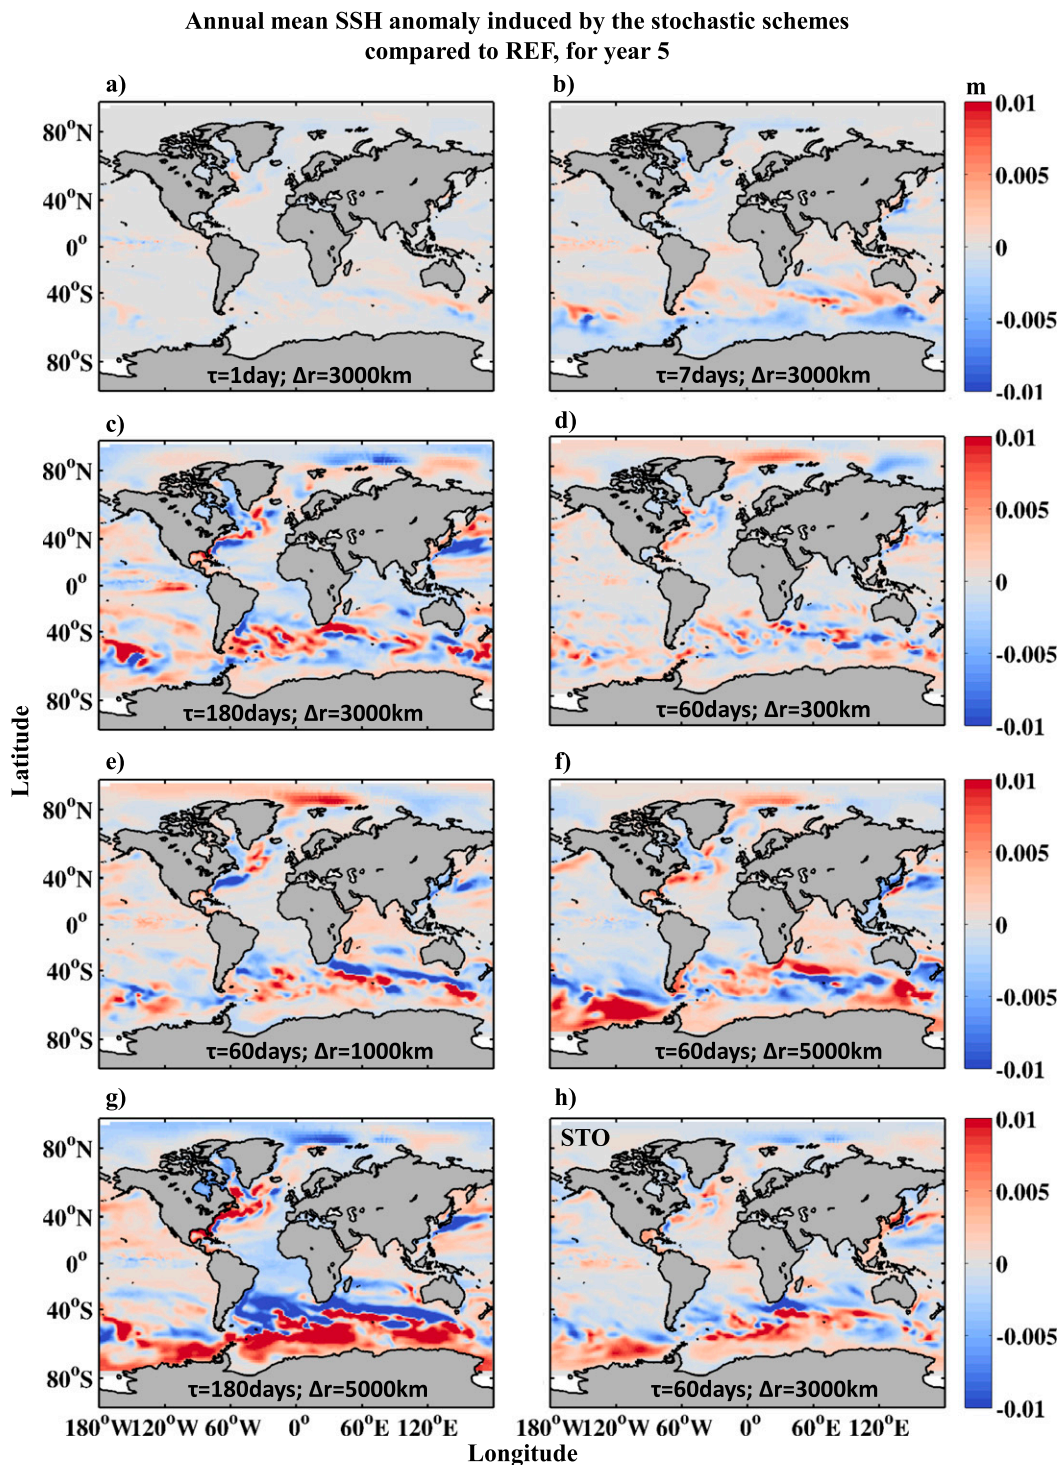 Annual mean SSH anomaly induced by the stochastic schemes
compared to REF, for year 5
a)
b)
m
80°N
40°N
0°
40°S
80°S
τ=1day; Δr=3000km
τ=7days; Δr=3000km
0.01
0.005
0
-0.005
-0.01
c)
d)
80°N
40°N
0°
40°S
80°S
τ=180days; Δr=3000km
τ=60days; Δr=300km
0.01
0.005
0
-0.005
-0.01
Latitude
e)
f)
80°N
40°N
0°
40°S
80°S
τ=60days; Δr=1000km
τ=60days; Δr=5000km
0.01
0.005
0
-0.005
-0.01
g)
h)
STO
80°N
40°N
0°
40°S
80°S
τ=180days; Δr=5000km
τ=60days; Δr=3000km
0.01
0.005
0
-0.005
-0.01
180°W 120°W 60°W 0° 60°E 120°E
180°W 120°W 60°W 0° 60°E 120°E
Longitude